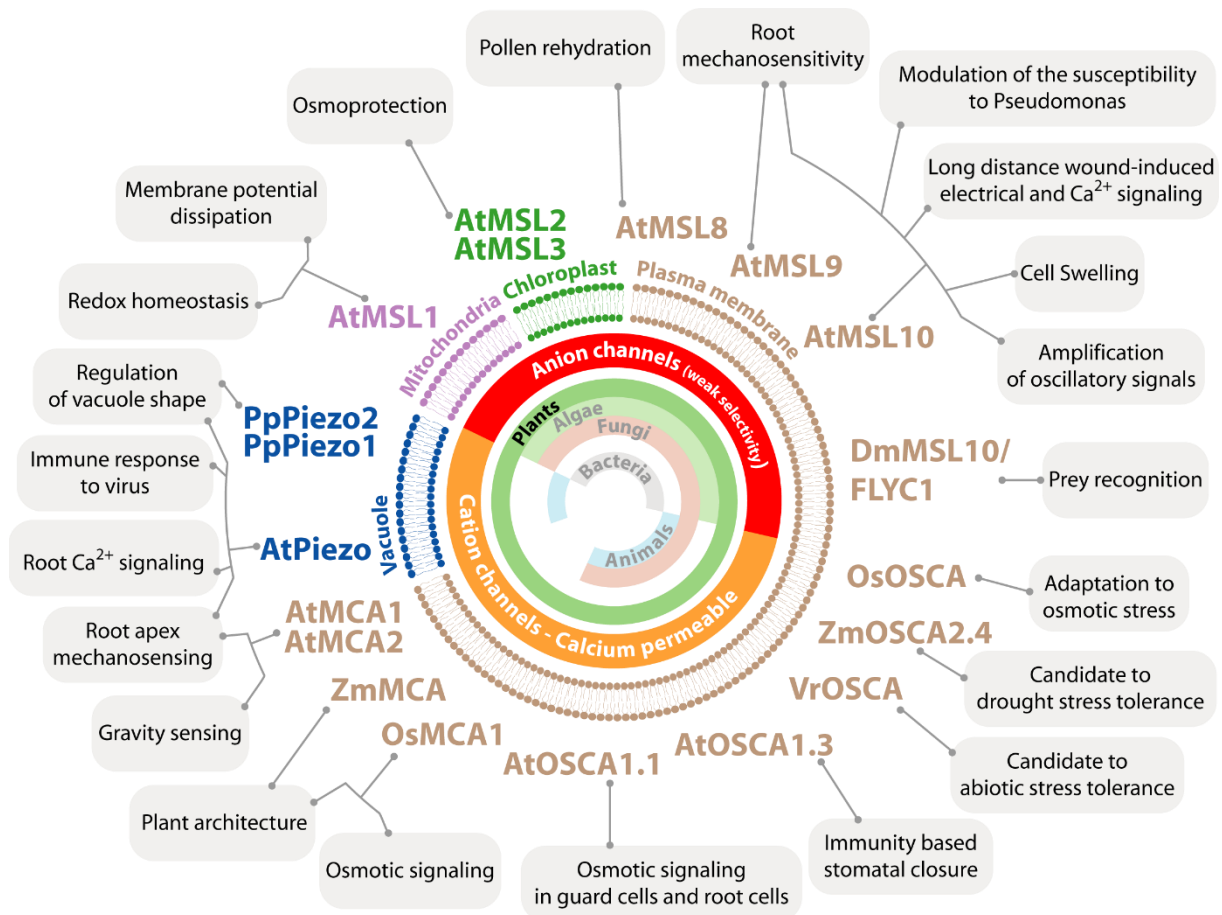 Pollen rehydration
Root
mechanosensitivity
Modulation of the susceptibility
to Pseudomonas
Osmoprotection
Long distance wound-induced
electrical and Ca²⁺ signaling
Membrane potential
dissipation
AtMSL2
AtMSL3
AtMSL8
AtMSL9
Cell Swelling
Redox homeostasis
AtMSL1
AtMSL10
Amplification
of oscillatory signals
Mitochondria
Chloroplast
Plasma membrane
Vacuole
Anion channels (weak selectivity)
Cation channels - Calcium permeable
Plants
Algae
Fungi
Bacteria
Animals
Regulation
of vacuole shape
PpPiezo2
PpPiezo1
Immune response
to virus
DmMSL10/
FLYC1
Prey recognition
Root Ca²⁺ signaling
AtPiezo
OsOSCA
Adaptation to
osmotic stress
Root apex
mechanosensing
AtMCA1
AtMCA2
ZmOSCA2.4
Candidate to
drought stress tolerance
Gravity sensing
ZmMCA
VrOSCA
Candidate to
abiotic stress tolerance
OsMCA1
AtOSCA1.1
AtOSCA1.3
Plant architecture
Osmotic signaling
Osmotic signaling
in guard cells and root cells
Immunity based
stomatal closure